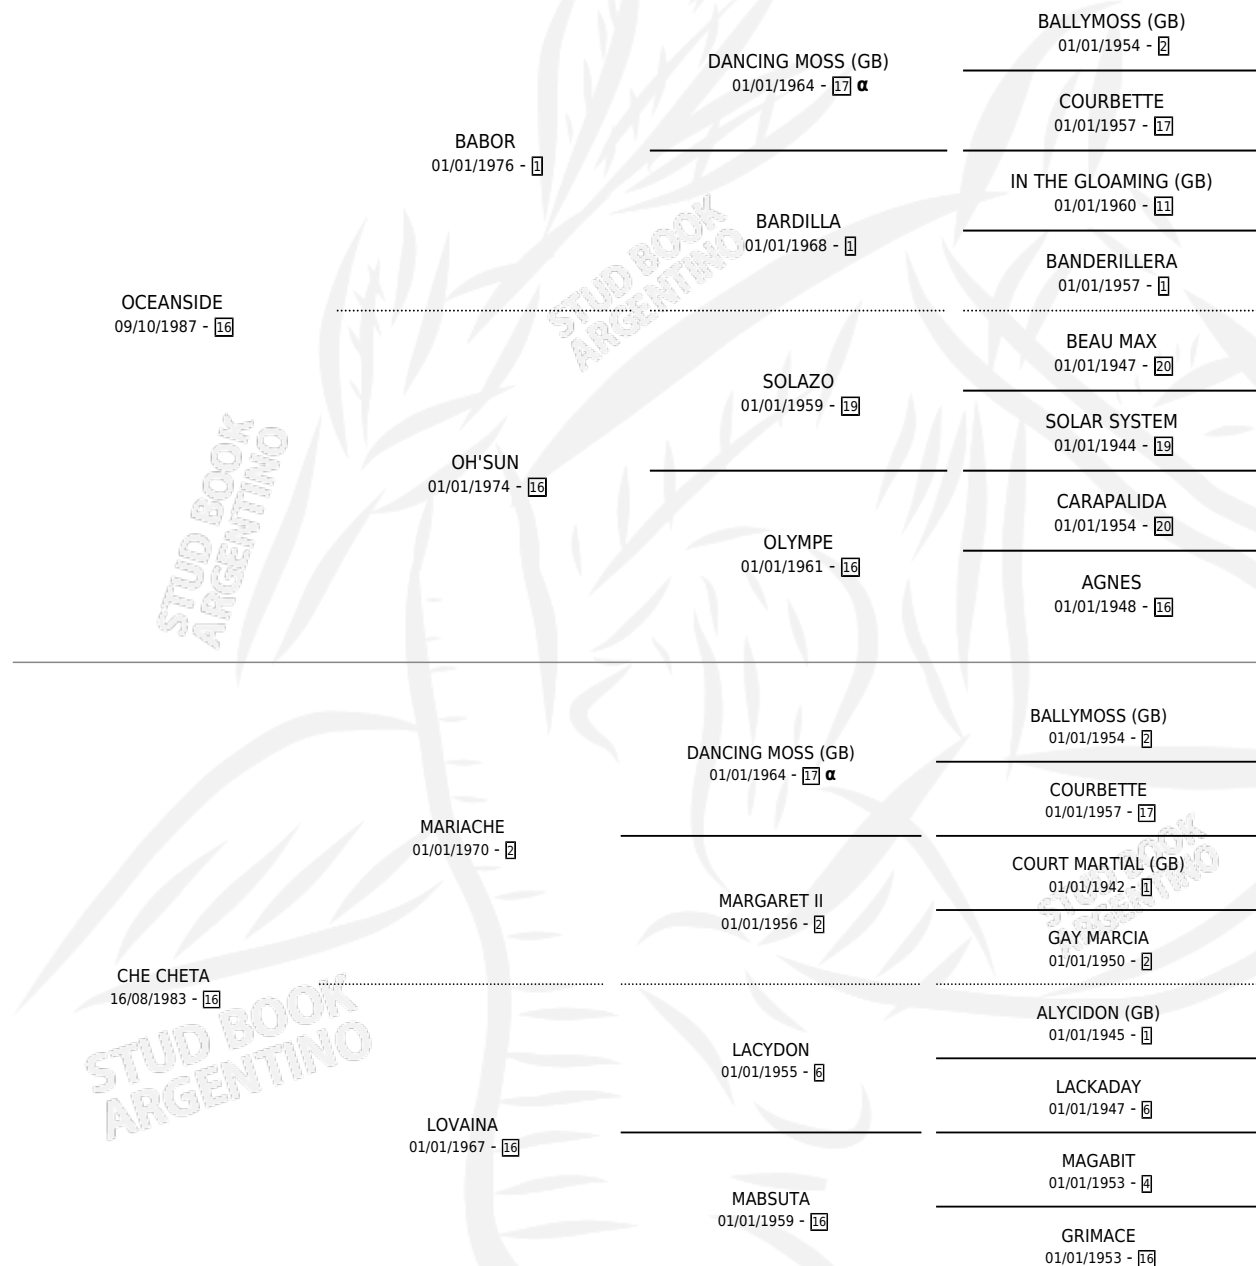 BALLYMOSS (GB)
01/01/1954 - 2
DANCING MOSS (GB)
01/01/1964 - 17 α
COURBETTE
01/01/1957 - 17
BABOR
01/01/1976 - 1
IN THE GLOAMING (GB)
01/01/1960 - 11
BARDILLA
01/01/1968 - 1
BANDERILLERA
01/01/1957 - 1
OCEANSIDE
09/10/1987 - 16
STUD BOOK
ARGENTINO
BEAU MAX
01/01/1947 - 20
SOLAZO
01/01/1959 - 19
SOLAR SYSTEM
01/01/1944 - 19
OH'SUN
01/01/1974 - 16
STUD BOOK
ARGENTINO
CARAPALIDA
01/01/1954 - 20
OLYMPE
01/01/1961 - 16
AGNES
01/01/1948 - 16
BALLYMOSS (GB)
01/01/1954 - 2
DANCING MOSS (GB)
01/01/1964 - 17 α
COURBETTE
01/01/1957 - 17
MARIACHE
01/01/1970 - 2
COURT MARTIAL (GB)
01/01/1942 - 1
STUD BOOK
ARGENTINO
MARGARET II
01/01/1956 - 2
GAY MARCIA
01/01/1950 - 2
CHE CHETA
16/08/1983 - 16
STUD BOOK
ARGENTINO
ALYCIDON (GB)
01/01/1945 - 1
LACYDON
01/01/1955 - 6
LACKADAY
01/01/1947 - 6
LOVAINA
01/01/1967 - 16
MAGABIT
01/01/1953 - 4
MABSUTA
01/01/1959 - 16
GRIMACE
01/01/1953 - 16